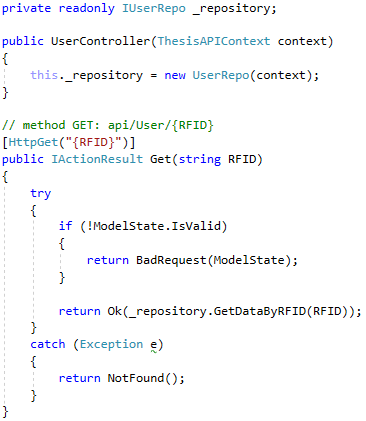 private readonly IUserRepo _repository;
public UserController(ThesisAPIContext context)
{
    this._repository = new UserRepo(context);
}
// method GET: api/User/{RFID}
[HttpGet("{RFID}")]
public IActionResult Get(string RFID)
{
    try
    {
        if (!ModelState.IsValid)
        {
            return BadRequest(ModelState);
        }
        return Ok(_repository.GetDataByRFID(RFID));
    }
    catch (Exception e)
    {
        return NotFound();
    }
}